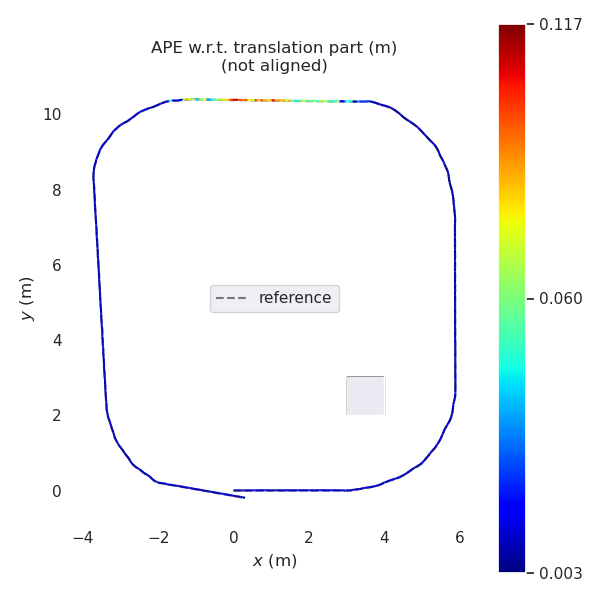 APE w.r.t. translation part (m)
(not aligned)
0.117
0.060
0.003
10
8
6
4
2
0
y (m)
reference
−4 −2 0 2 4 6
x (m)